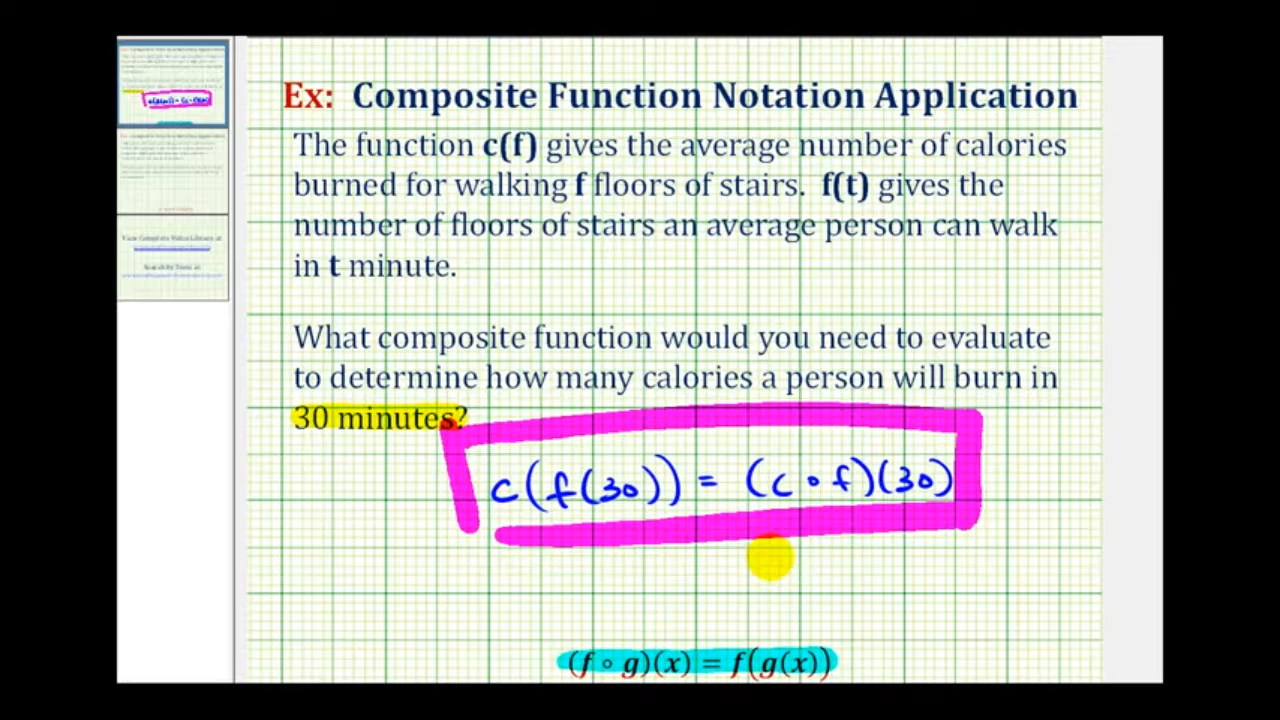 Ex: Composite Function Notation Application
The function c(f) gives the average number of calories
burned for walking f floors of stairs. f(t) gives the
number of floors of stairs an average person can walk
in t minute.
What composite function would you need to evaluate
to determine how many calories a person will burn in
30 minutes?
c(f(30)) = (c ∘ f)(30)
(f ∘ g)(x) = f(g(x))